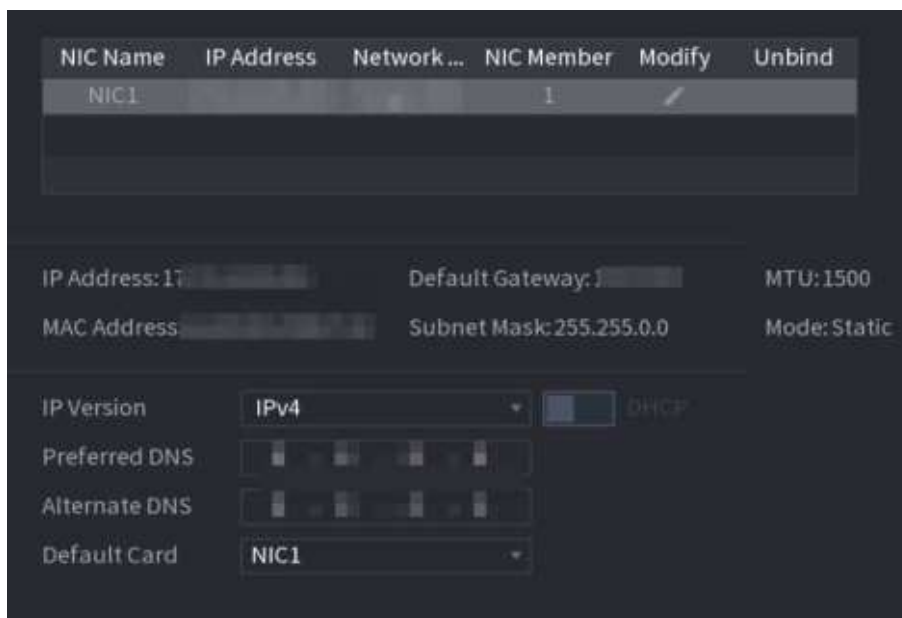 NIC Name IP Address Network ... NIC Member Modify Unbind
NIC1 1
IP Address: 17 Default Gateway: MTU: 1500
MAC Address Subnet Mask: 255.255.0.0 Mode: Static
IP Version IPv4 DHCP
Preferred DNS
Alternate DNS
Default Card NIC1